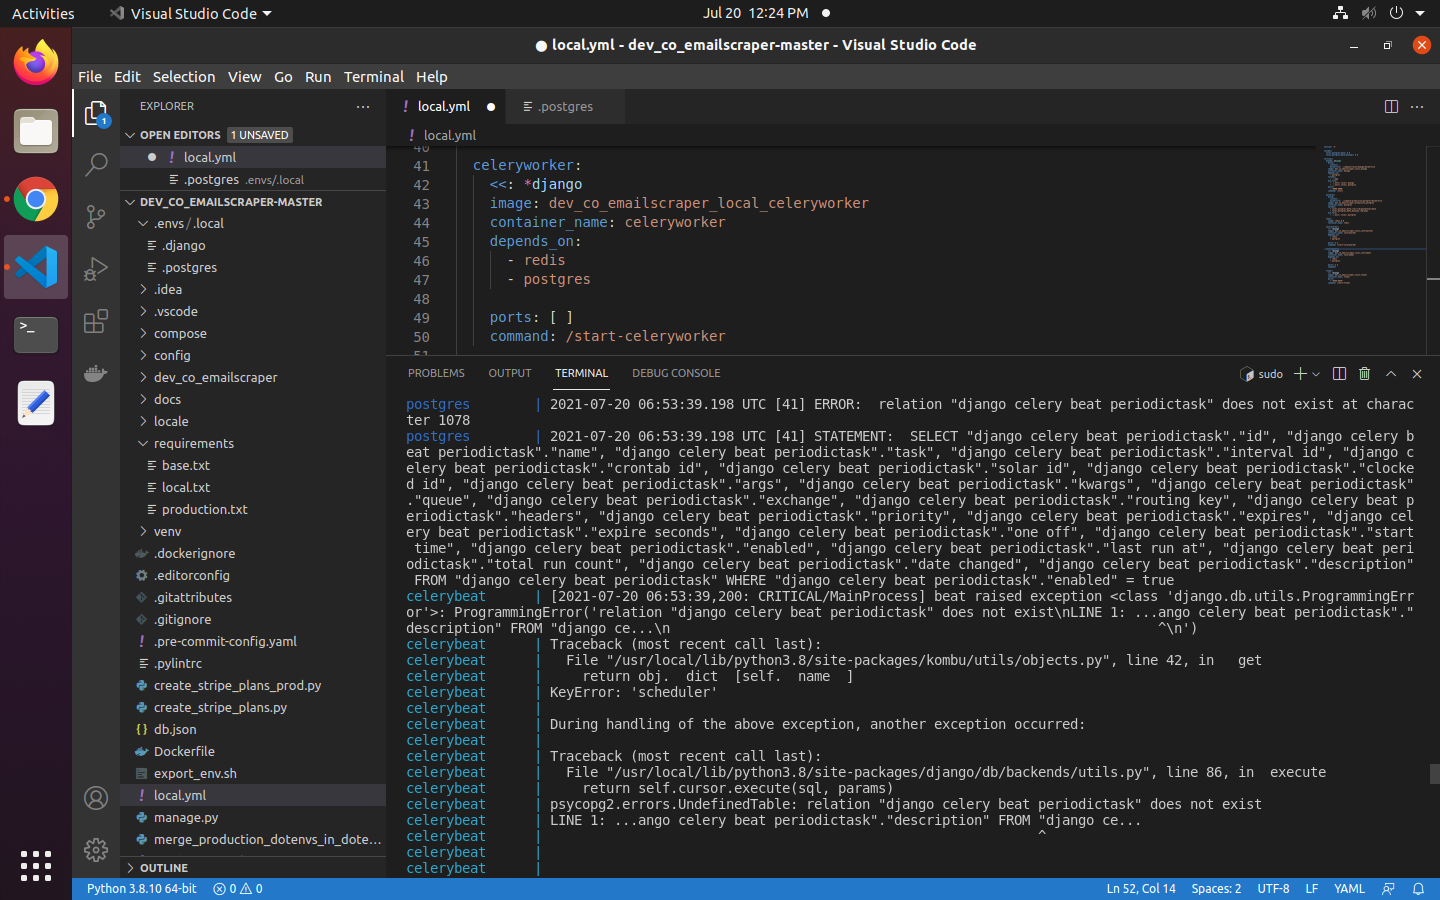 Activities
Visual Studio Code
Jul 20 12:24 PM
● local.yml - dev_co_emailscraper-master - Visual Studio Code
File Edit Selection View Go Run Terminal Help
EXPLORER
OPEN EDITORS 1 UNSAVED
! local.yml
.postgres .envs/.local
DEV_CO_EMAILSCRAPER-MASTER
.envs/.local
.django
.postgres
.idea
.vscode
compose
config
dev_co_emailscraper
docs
locale
requirements
base.txt
local.txt
production.txt
venv
.dockerignore
.editorconfig
.gitattributes
.gitignore
! .pre-commit-config.yaml
.pylintrc
create_stripe_plans_prod.py
create_stripe_plans.py
{} db.json
Dockerfile
export_env.sh
! local.yml
manage.py
merge_production_dotenvs_in_dote...
OUTLINE
1
! local.yml ●
.postgres
! local.yml
40
41 celeryworker:
42 <<: *django
43 image: dev_co_emailscraper_local_celeryworker
44 container_name: celeryworker
45 depends_on:
46 - redis
47 - postgres
48
49 ports: [ ]
50 command: /start-celeryworker
51
PROBLEMS OUTPUT TERMINAL DEBUG CONSOLE
sudo
postgres | 2021-07-20 06:53:39.198 UTC [41] ERROR: relation "django celery beat periodictask" does not exist at charac
ter 1078
postgres | 2021-07-20 06:53:39.198 UTC [41] STATEMENT: SELECT "django celery beat periodictask"."id", "django celery b
eat periodictask"."name", "django celery beat periodictask"."task", "django celery beat periodictask"."interval id", "django c
elery beat periodictask"."crontab id", "django celery beat periodictask"."solar id", "django celery beat periodictask"."clocke
d id", "django celery beat periodictask"."args", "django celery beat periodictask"."kwargs", "django celery beat periodictask"
."queue", "django celery beat periodictask"."exchange", "django celery beat periodictask"."routing key", "django celery beat p
eriodictask"."headers", "django celery beat periodictask"."priority", "django celery beat periodictask"."expires", "django cel
ery beat periodictask"."expire seconds", "django celery beat periodictask"."one off", "django celery beat periodictask"."start
 time", "django celery beat periodictask"."enabled", "django celery beat periodictask"."last run at", "django celery beat peri
odictask"."total run count", "django celery beat periodictask"."date changed", "django celery beat periodictask"."description"
 FROM "django celery beat periodictask" WHERE "django celery beat periodictask"."enabled" = true
celerybeat | [2021-07-20 06:53:39,200: CRITICAL/MainProcess] beat raised exception <class 'django.db.utils.ProgrammingErr
or'>: ProgrammingError('relation "django celery beat periodictask" does not exist\nLINE 1: ...ango celery beat periodictask"."
description" FROM "django ce...\n ^\n')
celerybeat | Traceback (most recent call last):
celerybeat | File "/usr/local/lib/python3.8/site-packages/kombu/utils/objects.py", line 42, in get
celerybeat | return obj. dict [self. name ]
celerybeat | KeyError: 'scheduler'
celerybeat |
celerybeat | During handling of the above exception, another exception occurred:
celerybeat |
celerybeat | Traceback (most recent call last):
celerybeat | File "/usr/local/lib/python3.8/site-packages/django/db/backends/utils.py", line 86, in execute
celerybeat | return self.cursor.execute(sql, params)
celerybeat | psycopg2.errors.UndefinedTable: relation "django celery beat periodictask" does not exist
celerybeat | LINE 1: ...ango celery beat periodictask"."description" FROM "django ce...
celerybeat | ^
celerybeat |
celerybeat |
Python 3.8.10 64-bit 0 0
Ln 52, Col 14 Spaces: 2 UTF-8 LF YAML